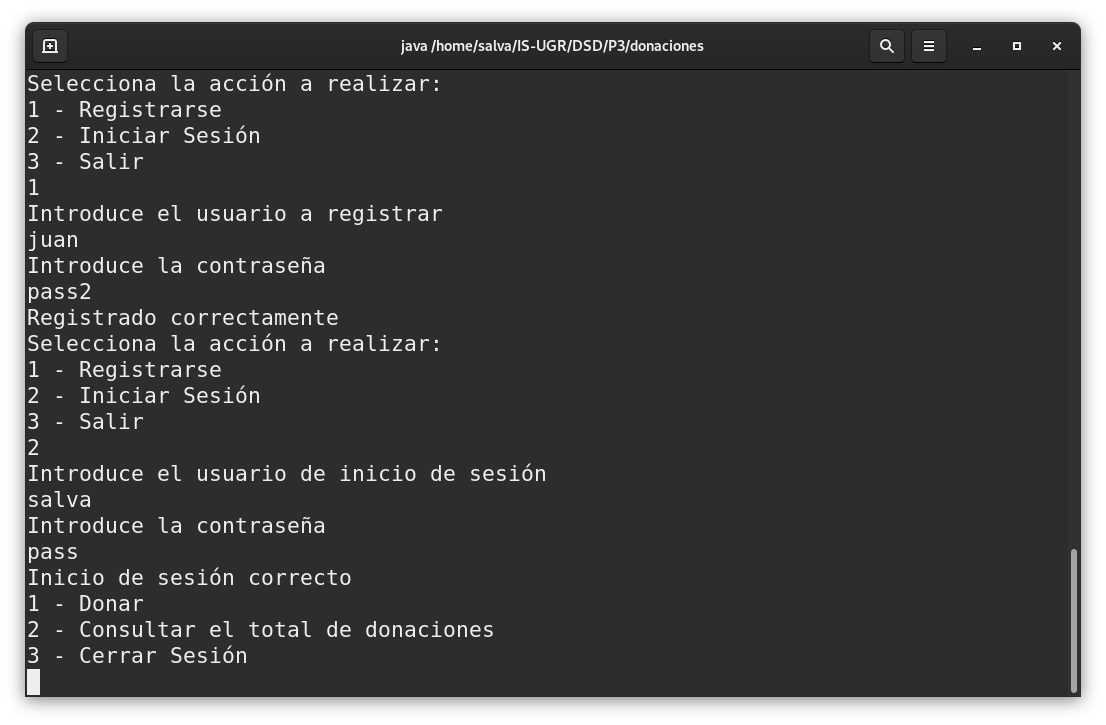 java /home/salva/IS-UGR/DSD/P3/donaciones
Selecciona la acción a realizar:
1 - Registrarse
2 - Iniciar Sesión
3 - Salir
1
Introduce el usuario a registrar
juan
Introduce la contraseña
pass2
Registrado correctamente
Selecciona la acción a realizar:
1 - Registrarse
2 - Iniciar Sesión
3 - Salir
2
Introduce el usuario de inicio de sesión
salva
Introduce la contraseña
pass
Inicio de sesión correcto
1 - Donar
2 - Consultar el total de donaciones
3 - Cerrar Sesión